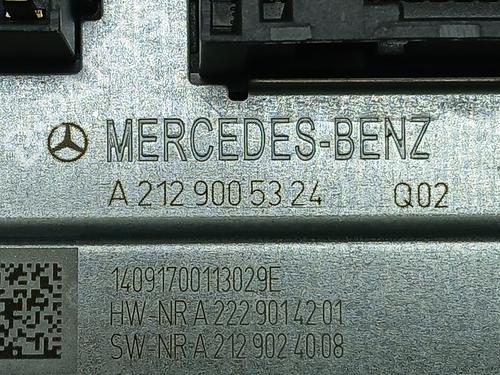 MERCEDES-BENZ
A 212 900 53 24 Q02
14091700113029E
HW-NR A 222 901 42 01
SW-NR A 212 902 40 08